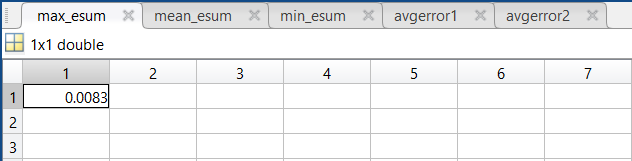 max_esum mean_esum min_esum avgerror1 avgerror2
1x1 double
1 2 3 4 5 6 7
1 0.0083
2
3